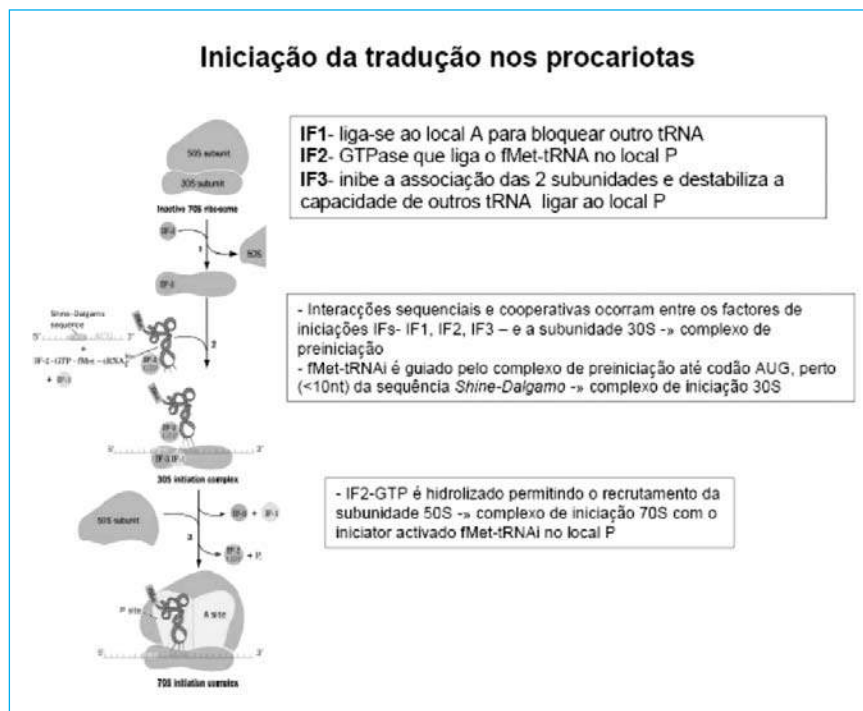 Iniciação da tradução nos procariotas
IF1- liga-se ao local A para bloquear outro tRNA
IF2- GTPase que liga o fMet-tRNA no local P
IF3- inibe a associação das 2 subunidades e destabiliza a
capacidade de outros tRNA ligar ao local P
50S subunit
30S subunit
Inactive 70S ribosome
1
50S
Shine-Dalgarno
sequence
5'
3'
+
IF-2-GTP-fMet-tRNA
+
2
- Interacções sequenciais e cooperativas ocorram entre os factores de
iniciações IFs- IF1, IF2, IF3 – e a subunidade 30S -» complexo de
preiniciação
- fMet-tRNAi é guiado pelo complexo de preiniciação até codão AUG, perto
(<10nt) da sequência Shine-Dalgarno -» complexo de iniciação 30S
5'
3'
30S initiation complex
50S subunit
+
3
+ P
- IF2-GTP é hidrolizado permitindo o recrutamento da
subunidade 50S -» complexo de iniciação 70S com o
iniciator activado fMet-tRNAi no local P
P site
A site
5'
3'
70S initiation complex